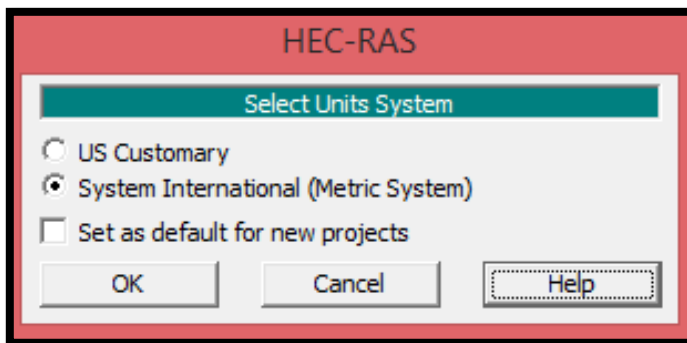 HEC-RAS
Select Units System
US Customary
System International (Metric System)
Set as default for new projects
OK Cancel Help